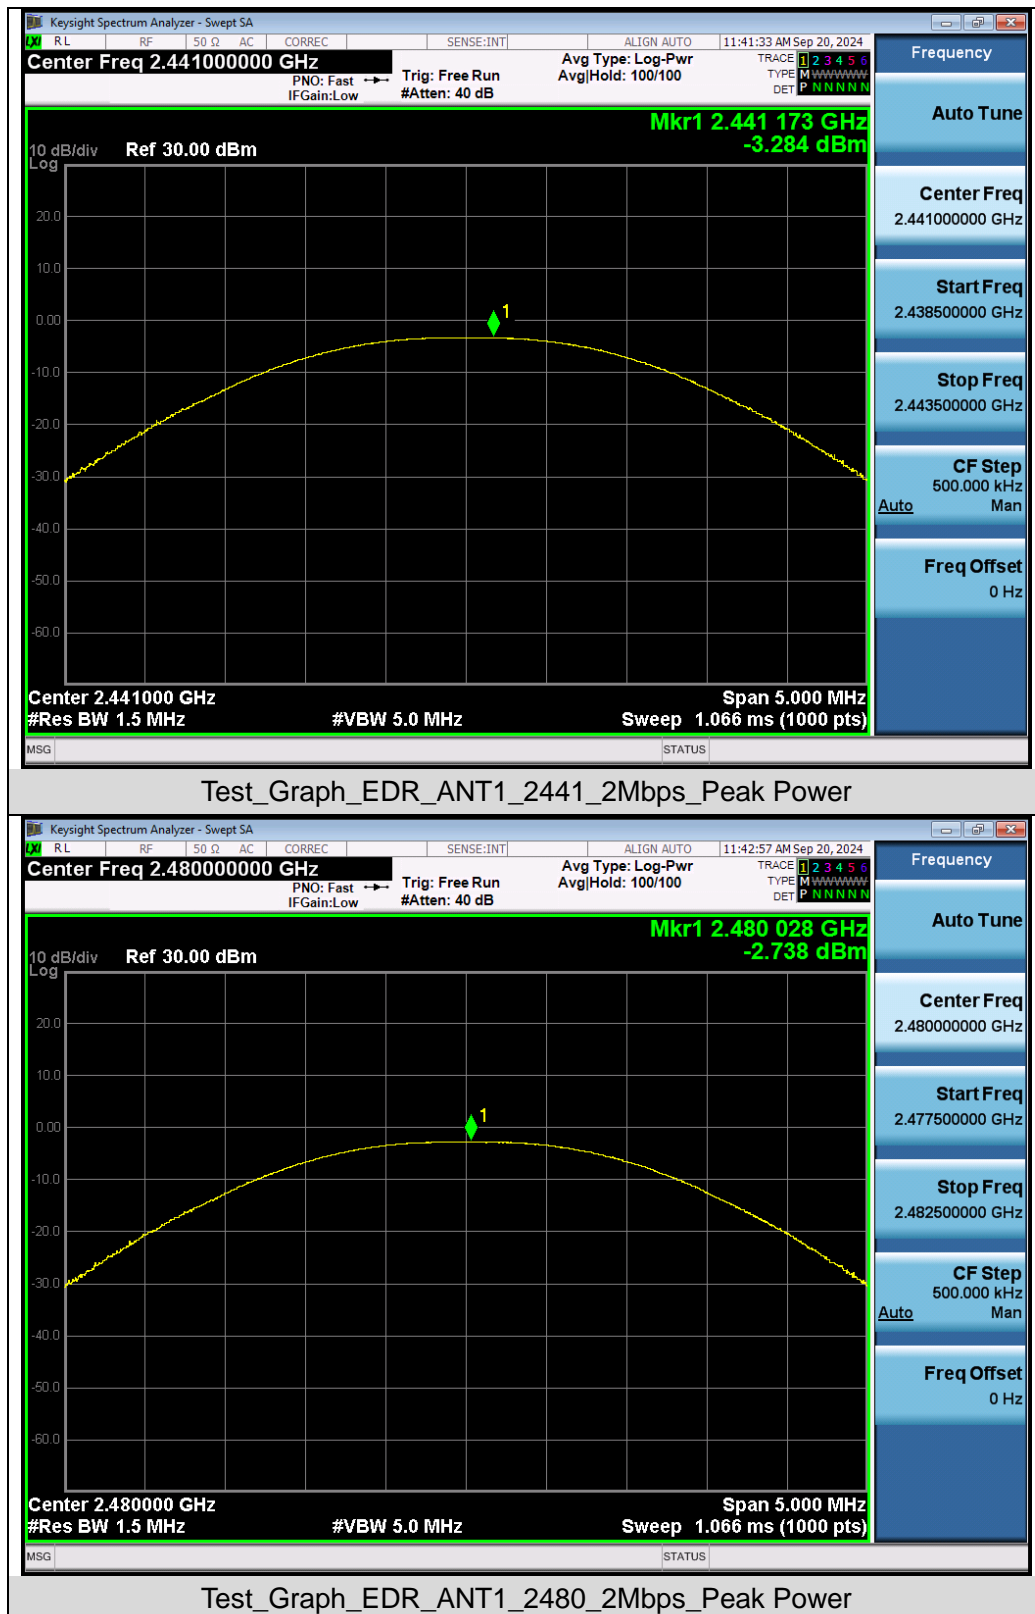 Keysight Spectrum Analyzer - Swept SA
LXI RL RF 50 Ω AC CORREC SENSE:INT ALIGN AUTO 11:41:33 AM Sep 20, 2024
Center Freq 2.441000000 GHz
PNO: Fast
IFGain:Low
Trig: Free Run
#Atten: 40 dB
Avg Type: Log-Pwr
Avg|Hold: 100/100
TRACE 1 2 3 4 5 6
TYPE M WWWWW
DET P N N N N N
Mkr1 2.441 173 GHz
-3.284 dBm
10 dB/div Ref 30.00 dBm
Log
20.0
10.0
0.00
1
-10.0
-20.0
-30.0
-40.0
-50.0
-60.0
Center 2.441000 GHz Span 5.000 MHz
#Res BW 1.5 MHz #VBW 5.0 MHz Sweep 1.066 ms (1000 pts)
MSG STATUS
Frequency
Auto Tune
Center Freq
2.441000000 GHz
Start Freq
2.438500000 GHz
Stop Freq
2.443500000 GHz
CF Step
500.000 kHz
Auto Man
Freq Offset
0 Hz
Test_Graph_EDR_ANT1_2441_2Mbps_Peak Power
Keysight Spectrum Analyzer - Swept SA
LXI RL RF 50 Ω AC CORREC SENSE:INT ALIGN AUTO 11:42:57 AM Sep 20, 2024
Center Freq 2.480000000 GHz
PNO: Fast
IFGain:Low
Trig: Free Run
#Atten: 40 dB
Avg Type: Log-Pwr
Avg|Hold: 100/100
TRACE 1 2 3 4 5 6
TYPE M WWWWW
DET P N N N N N
Mkr1 2.480 028 GHz
-2.738 dBm
10 dB/div Ref 30.00 dBm
Log
20.0
10.0
0.00
1
-10.0
-20.0
-30.0
-40.0
-50.0
-60.0
Center 2.480000 GHz Span 5.000 MHz
#Res BW 1.5 MHz #VBW 5.0 MHz Sweep 1.066 ms (1000 pts)
MSG STATUS
Frequency
Auto Tune
Center Freq
2.480000000 GHz
Start Freq
2.477500000 GHz
Stop Freq
2.482500000 GHz
CF Step
500.000 kHz
Auto Man
Freq Offset
0 Hz
Test_Graph_EDR_ANT1_2480_2Mbps_Peak Power